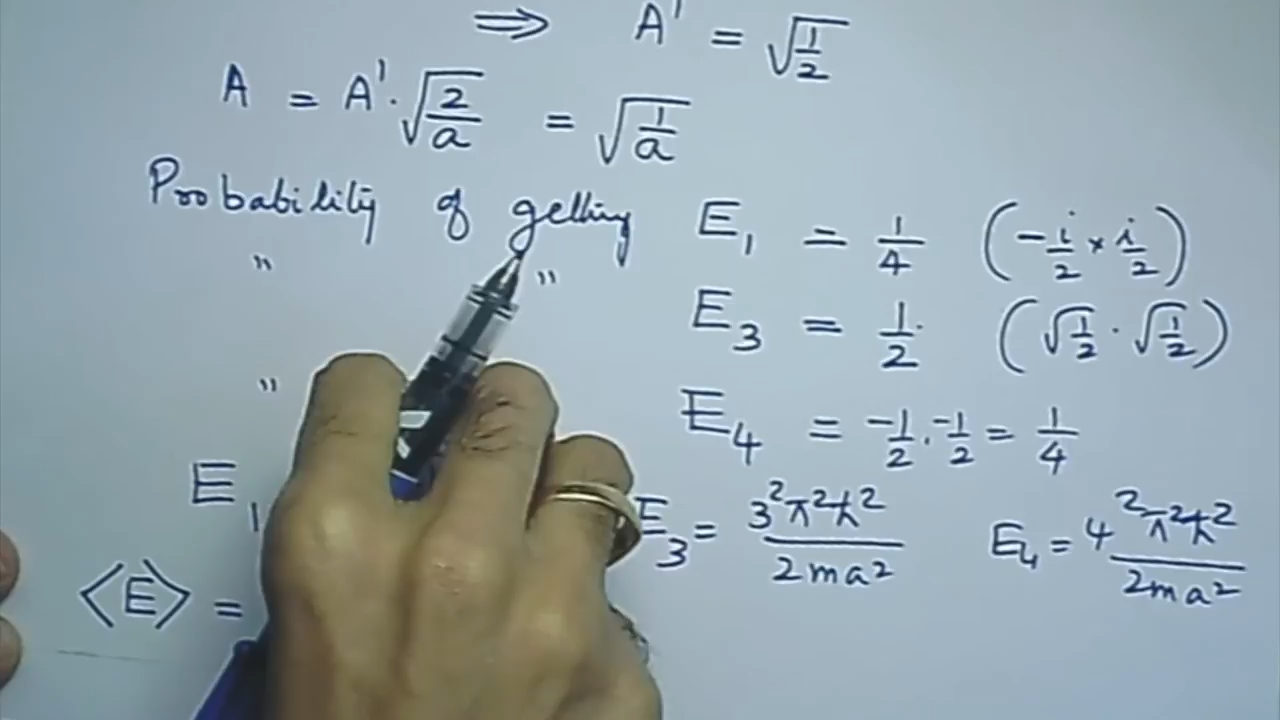 ⇒ A' = √(1/2)
A = A'·√(2/a) = √(1/a)
Probability of getting E₁ = 1/4 (-i/2 × i/2)
" " E₃ = 1/2 (√(1/2) · √(1/2))
" E₄ = -1/2 · -1/2 = 1/4
E₁ E₃ = 3²π²ħ²/2ma² E₄ = 4²π²ħ²/2ma²
⟨E⟩ =